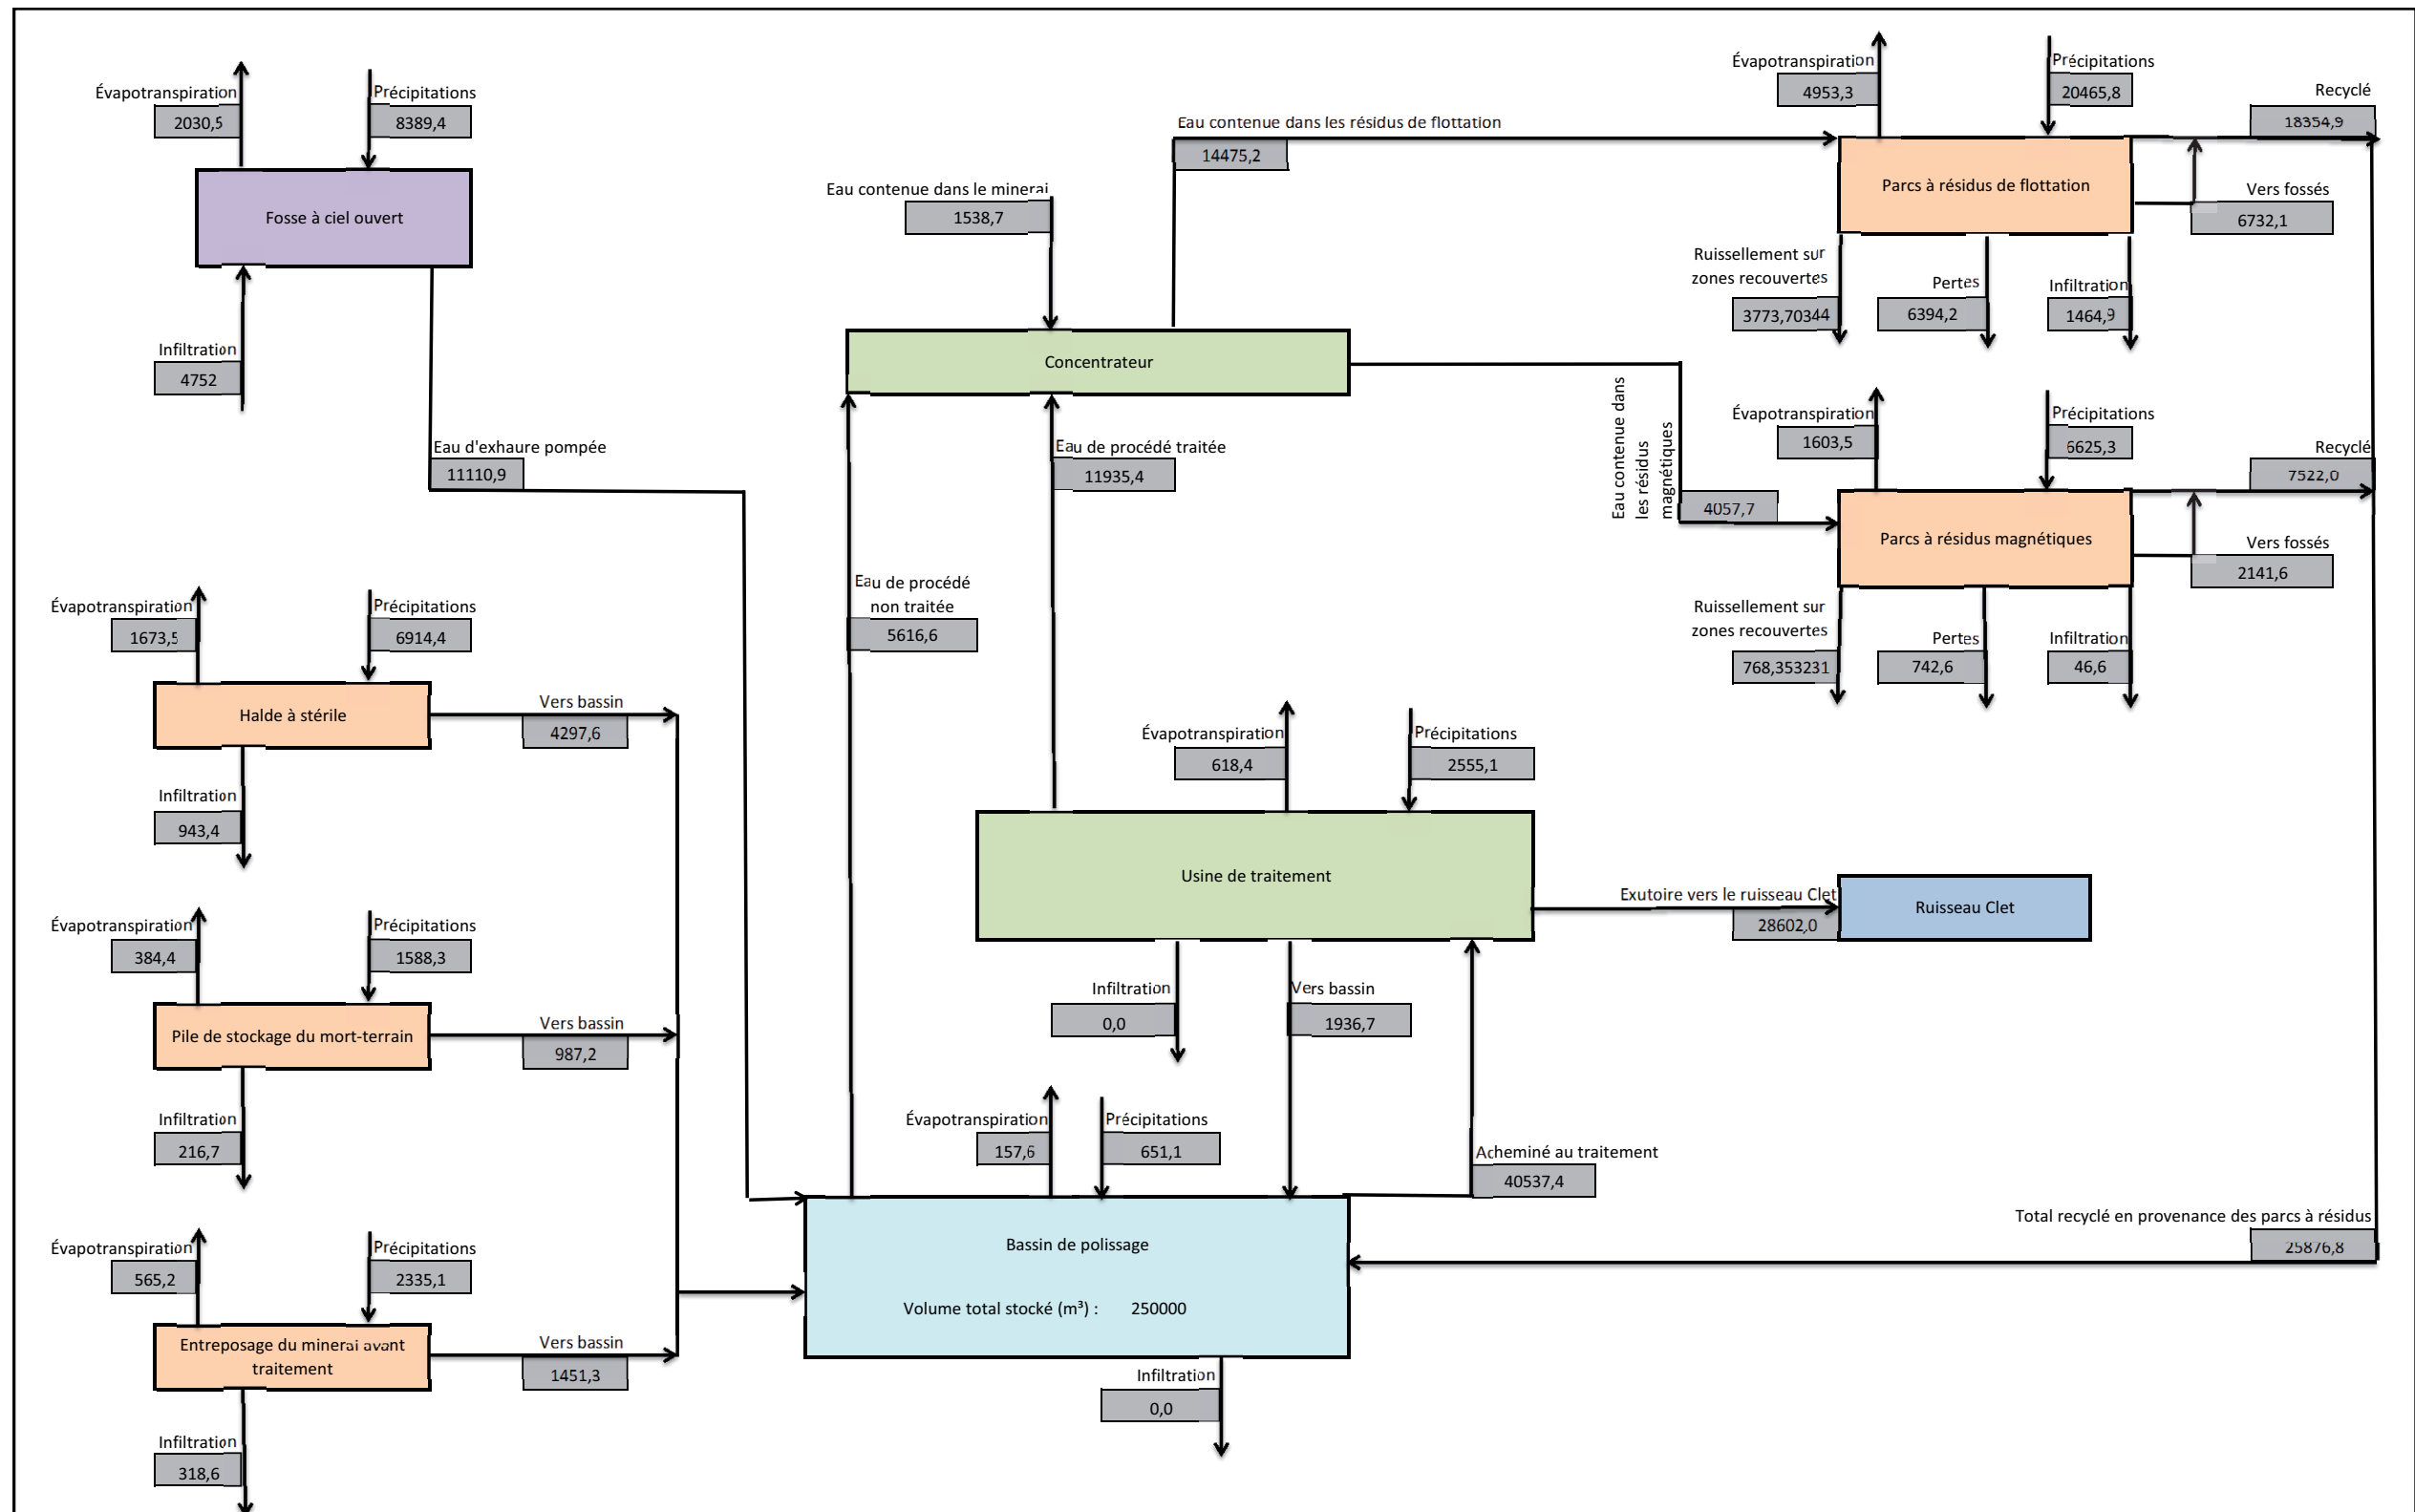 Évapotranspiration
2030,5
Précipitations
8389,4
Fosse à ciel ouvert
Infiltration
4752
Eau d'exhaure pompée
11110,9
Évapotranspiration
1673,5
Précipitations
6914,4
Halde à stérile
Vers bassin
4297,6
Infiltration
943,4
Évapotranspiration
384,4
Précipitations
1588,3
Pile de stockage du mort-terrain
Vers bassin
987,2
Infiltration
216,7
Évapotranspiration
565,2
Précipitations
2335,1
Entreposage du minerai avant
traitement
Vers bassin
1451,3
Infiltration
318,6
Eau contenue dans les résidus de flottation
14475,2
Eau contenue dans le minerai
1538,7
Concentrateur
Eau de procédé traitée
11935,4
Eau de procédé
non traitée
5616,6
Eau contenue dans
les résidus
magnétiques
4057,7
Évapotranspiration
618,4
Précipitations
2555,1
Usine de traitement
Exutoire vers le ruisseau Clet
28602,0
Ruisseau Clet
Infiltration
0,0
Vers bassin
1936,7
Évapotranspiration
157,6
Précipitations
651,1
Acheminé au traitement
40537,4
Bassin de polissage
Volume total stocké (m³) : 250000
Infiltration
0,0
Évapotranspiration
4953,3
Précipitations
20465,8
Recyclé
18354,9
Parcs à résidus de flottation
Vers fossés
6732,1
Ruissellement sur
zones recouvertes
3773,70344
Pertes
6394,2
Infiltration
1464,9
Évapotranspiration
1603,5
Précipitations
6625,3
Recyclé
7522,0
Parcs à résidus magnétiques
Vers fossés
2141,6
Ruissellement sur
zones recouvertes
768,353231
Pertes
742,6
Infiltration
46,6
Total recyclé en provenance des parcs à résidus
25876,8